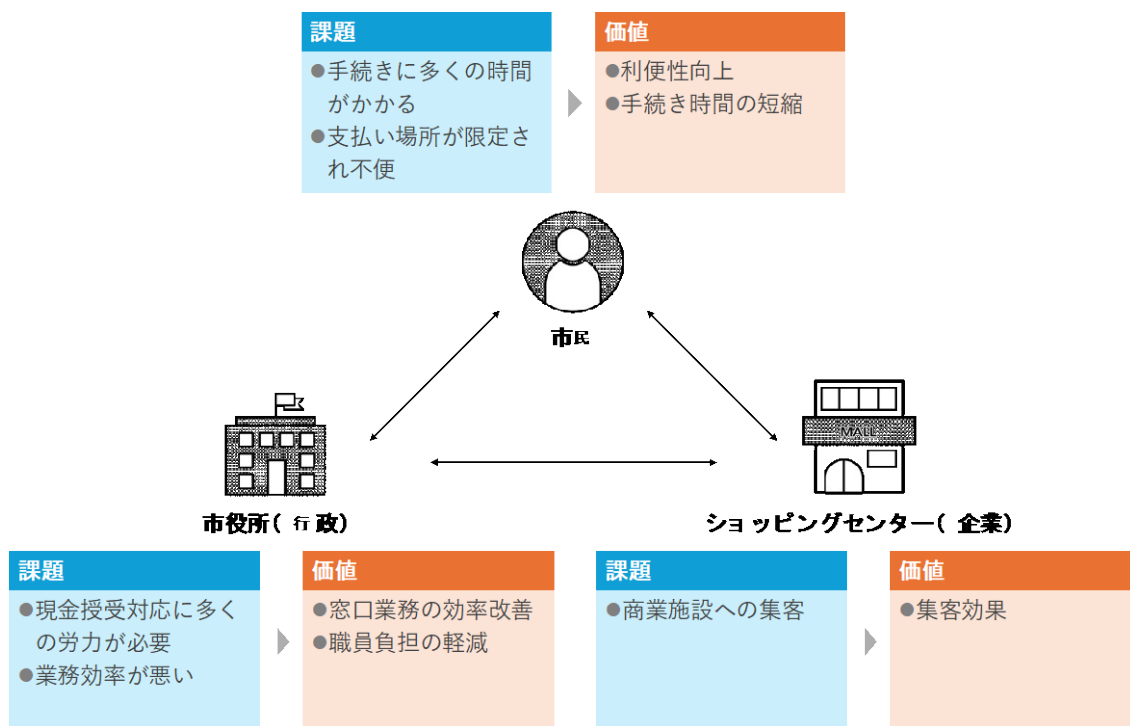 課題
●手続きに多くの時間
がかかる
●支払い場所が限定さ
れ不便
価値
●利便性向上
●手続き時間の短縮
市民
MALL
市役所(行政)
ショッピングセンター(企業)
課題
●現金授受対応に多く
の労力が必要
●業務効率が悪い
価値
●窓口業務の効率改善
●職員負担の軽減
課題
●商業施設への集客
価値
●集客効果